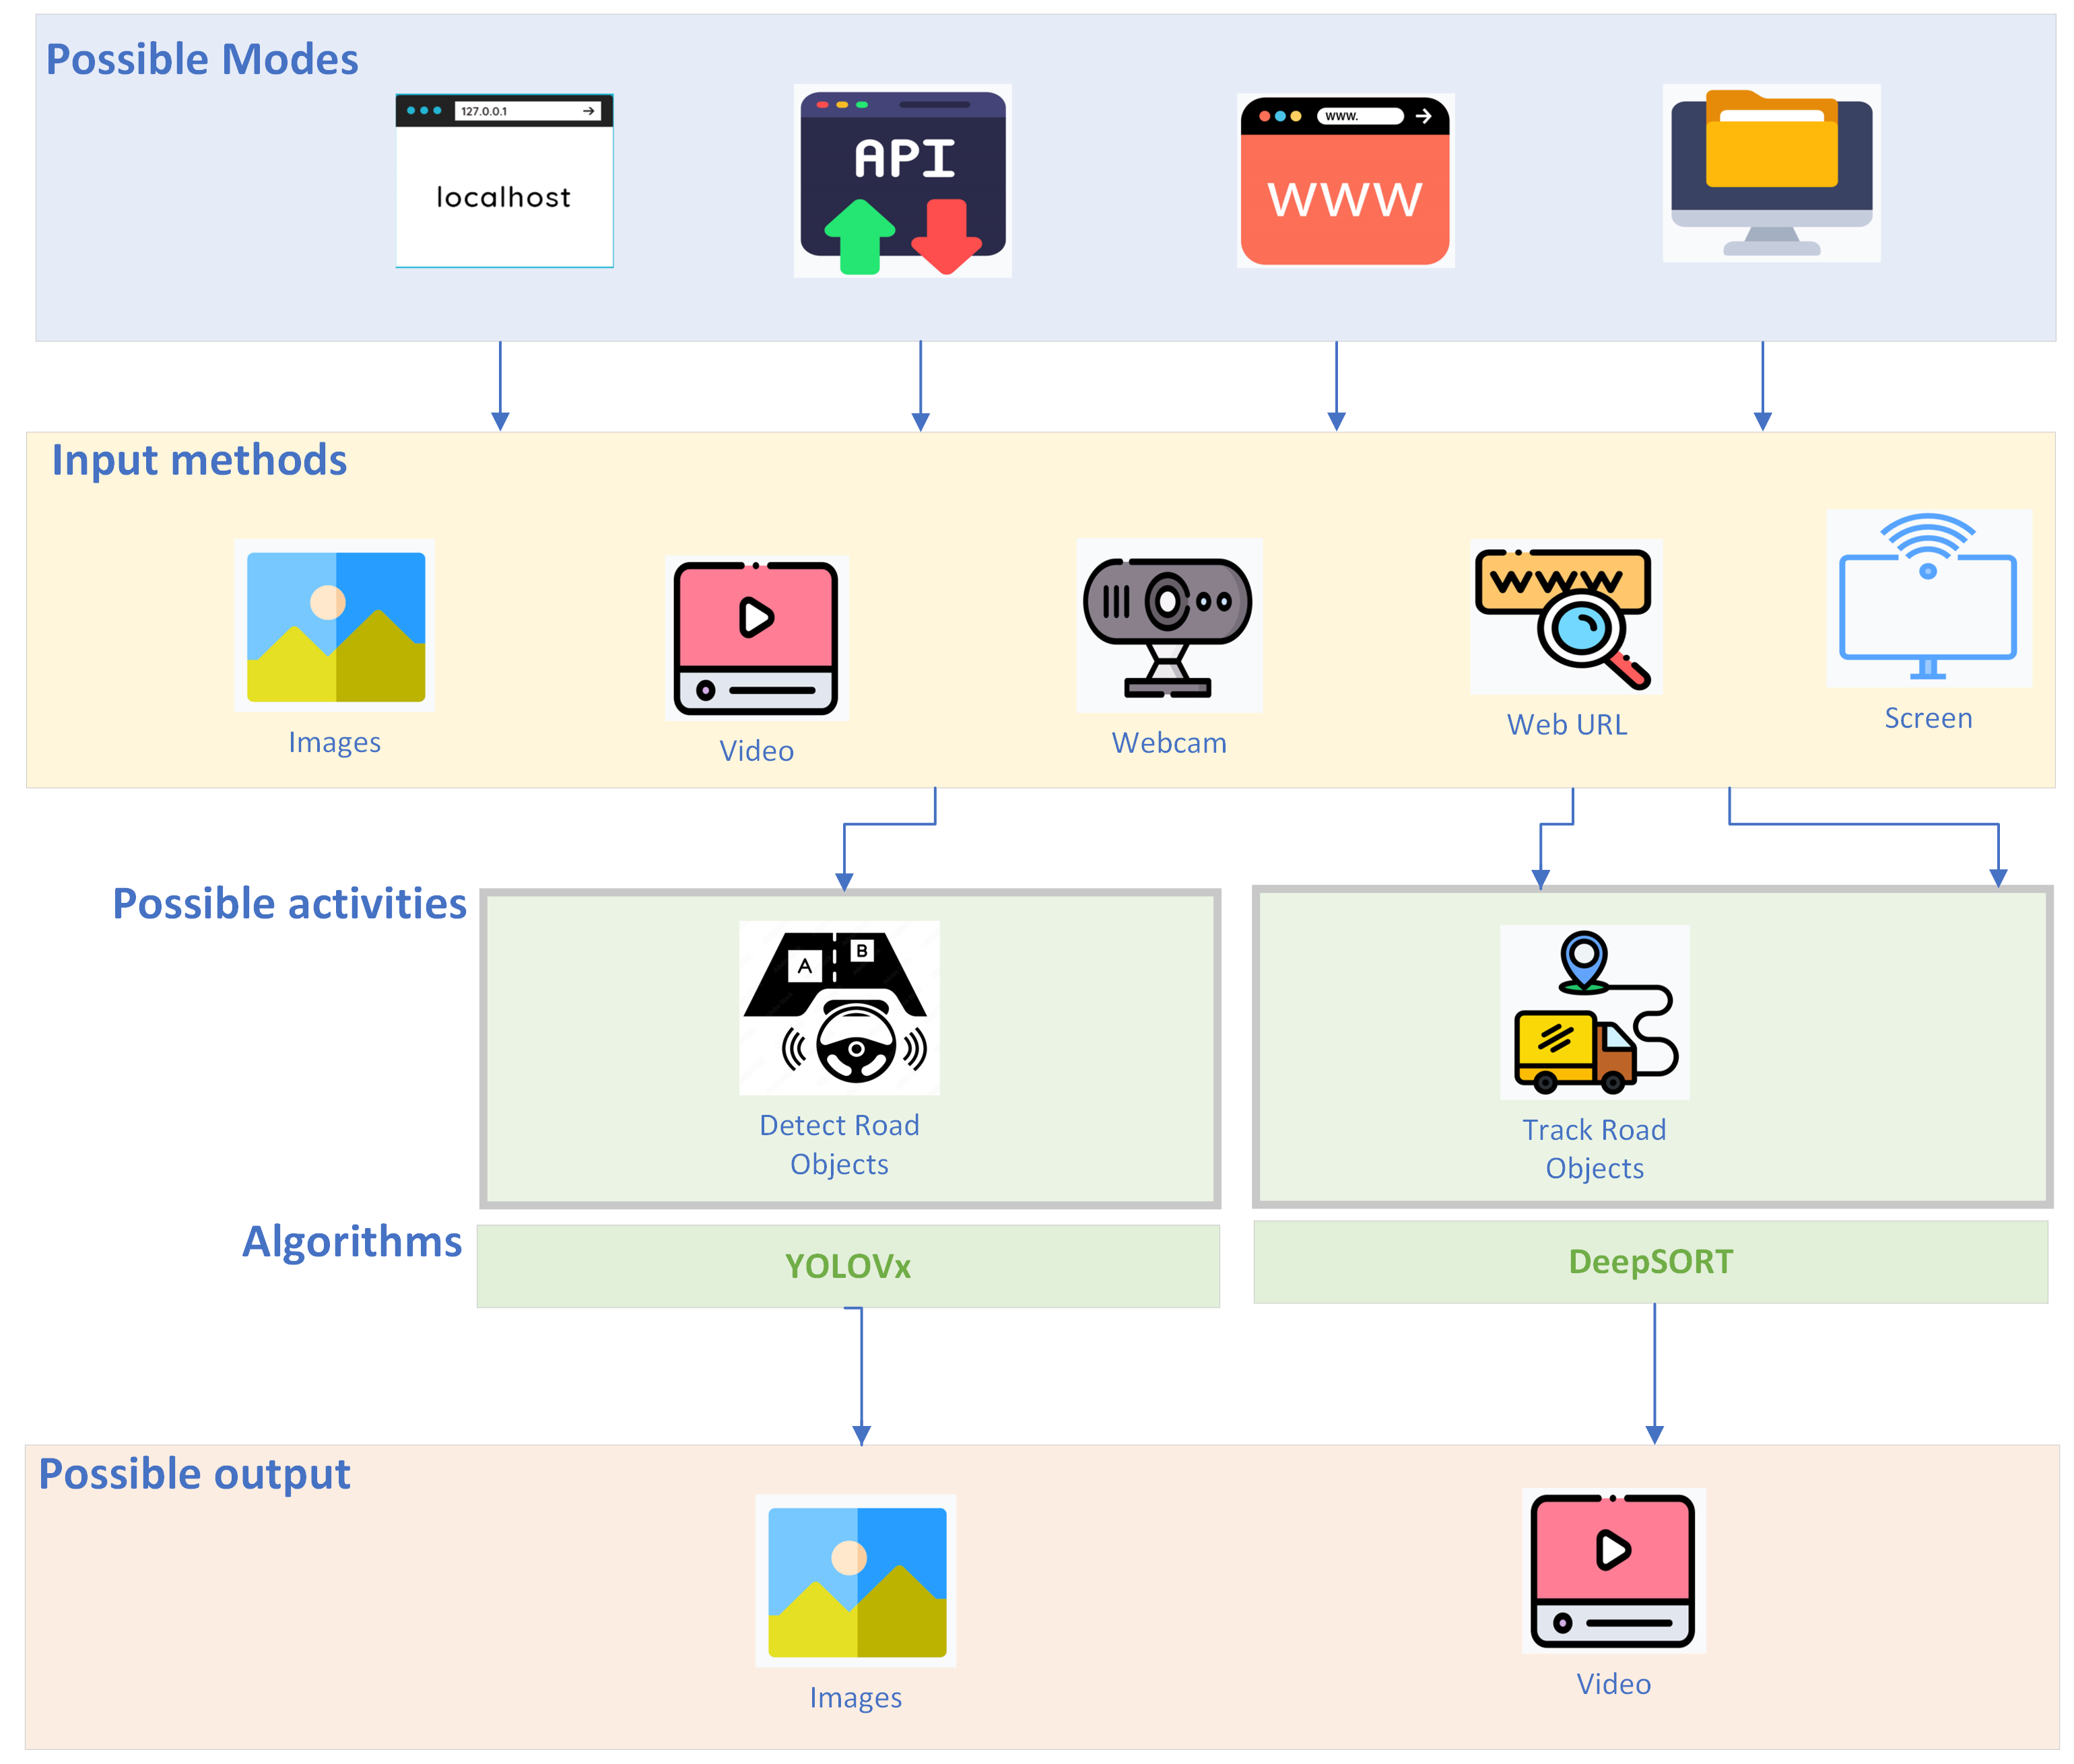 Possible Modes
127.0.0.1
localhost
API
www.
WWW
Input methods
WWW
Images
Video
Webcam
Web URL
Screen
Possible activities
A
B
Detect Road
Objects
Track Road
Objects
Algorithms
YOLOVx
DeepSORT
Possible output
Images
Video